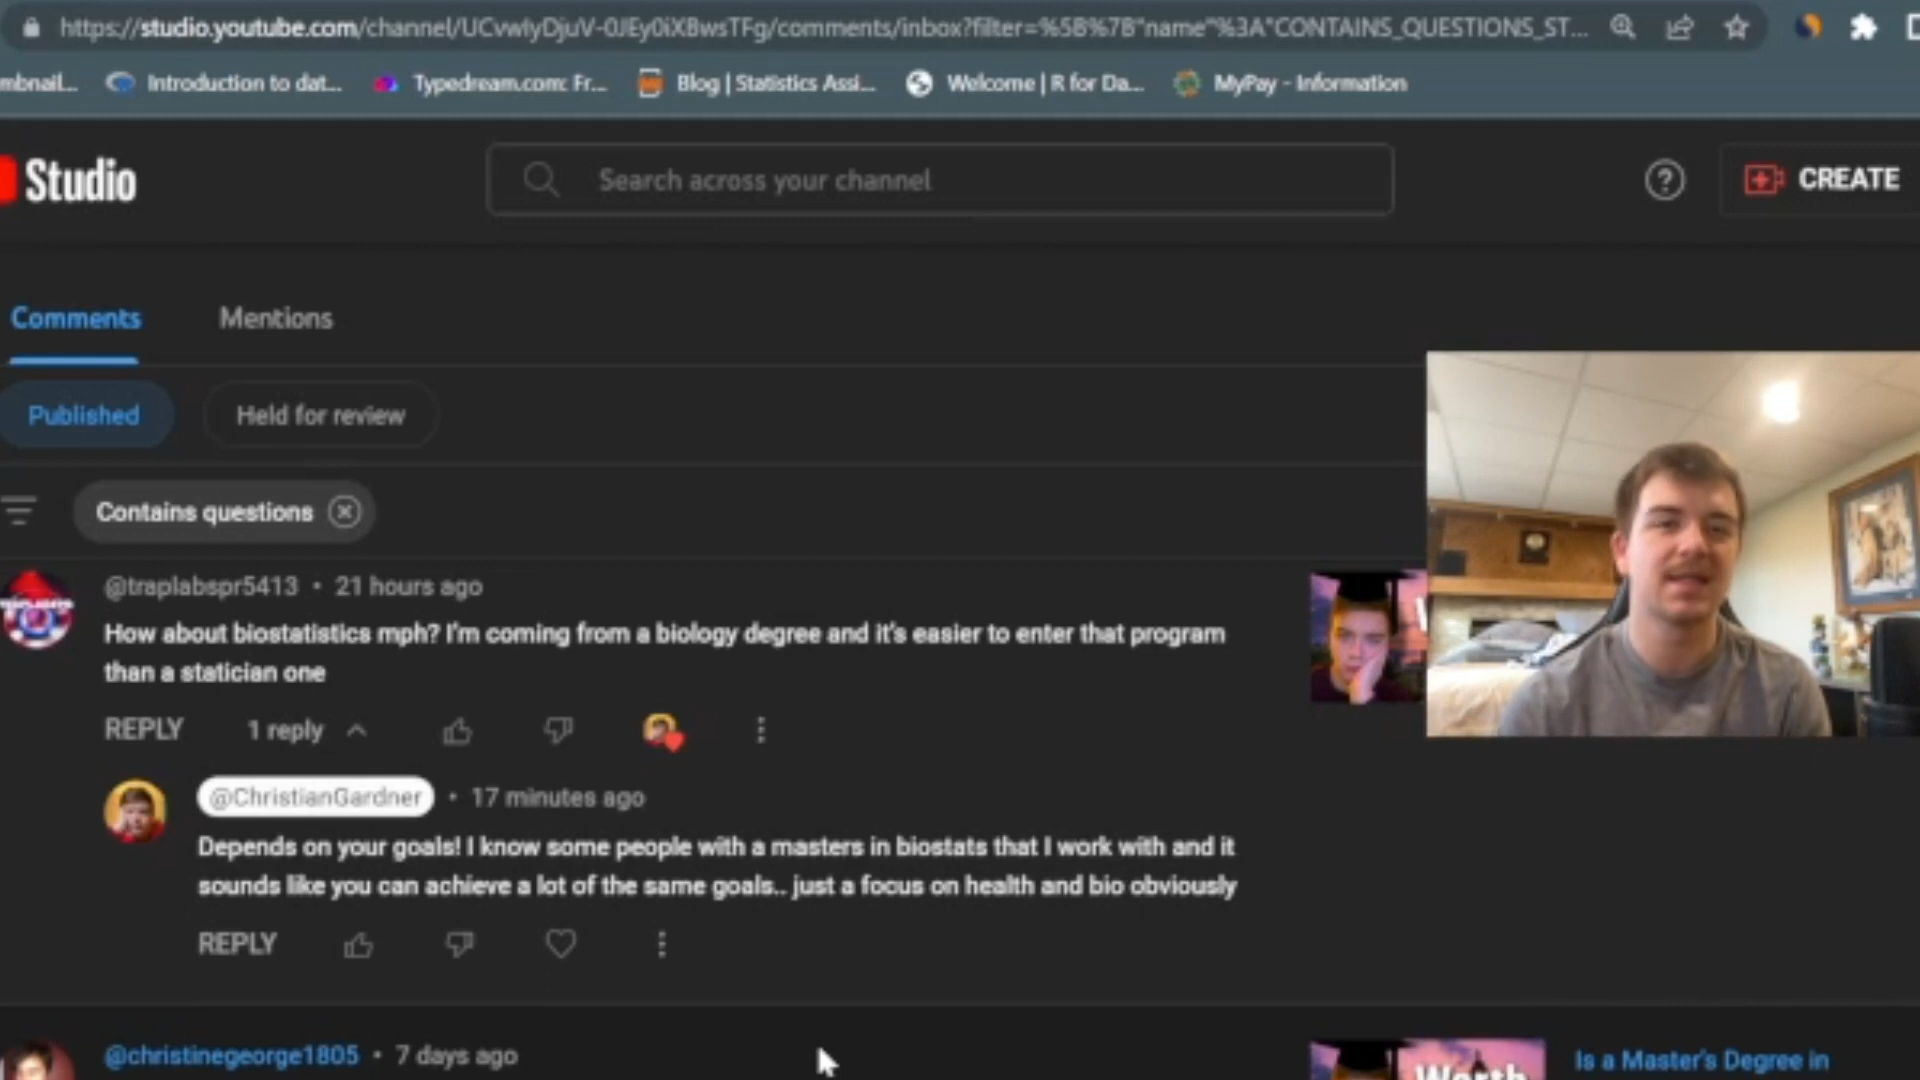 https://studio.youtube.com/channel/UCvwIyDjuV-0JEy0iXBwsTFg/comments/inbox?filter=%5B%7B"name"%3A"CONTAINS_QUESTIONS_ST...
mbnail...
Introduction to dat...
Typedream.com: Fr...
Blog | Statistics Assi...
Welcome | R for Da...
MyPay - Information
Studio
Search across your channel
CREATE
Comments
Mentions
Published
Held for review
Contains questions
@traplabspr5413 • 21 hours ago
How about biostatistics mph? I'm coming from a biology degree and it's easier to enter that program
than a statician one
REPLY
1 reply
@ChristianGardner • 17 minutes ago
Depends on your goals! I know some people with a masters in biostats that I work with and it
sounds like you can achieve a lot of the same goals.. just a focus on health and bio obviously
REPLY
@christinegeorge1805 • 7 days ago
Worth
Is a Master's Degree in